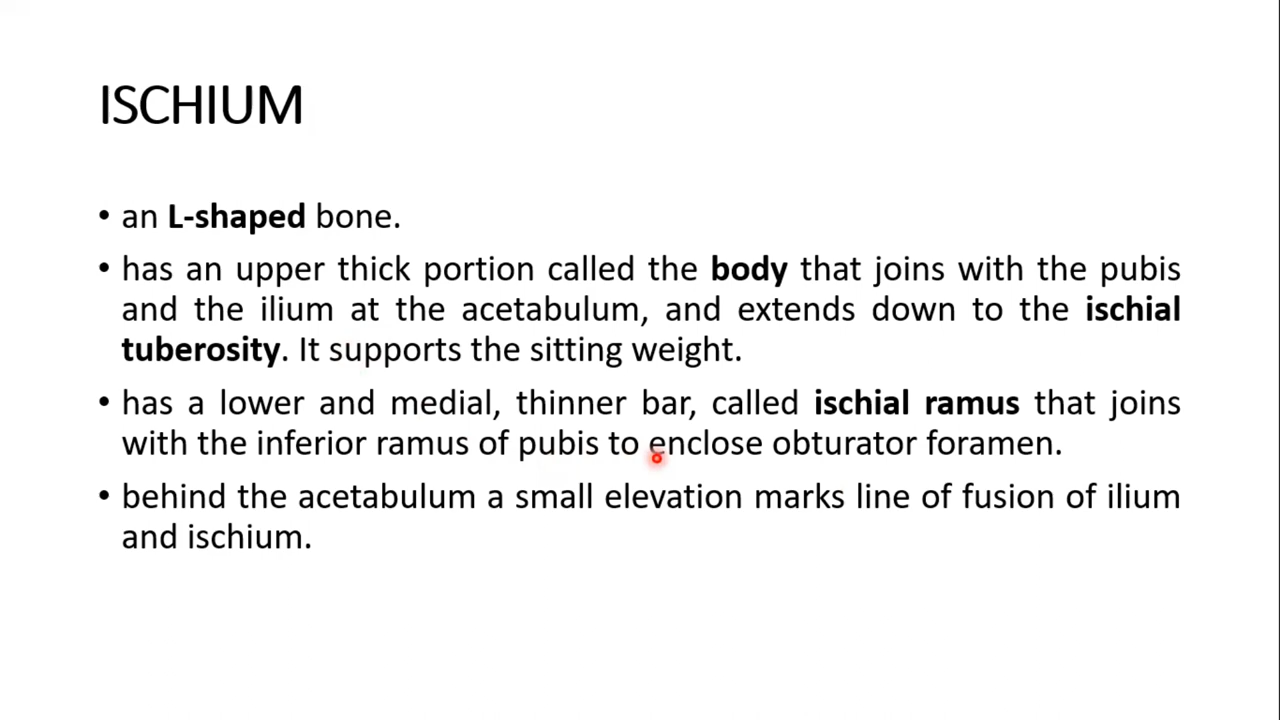 ISCHIUM
• an L-shaped bone.
• has an upper thick portion called the body that joins with the pubis
and the ilium at the acetabulum, and extends down to the ischial
tuberosity. It supports the sitting weight.
• has a lower and medial, thinner bar, called ischial ramus that joins
with the inferior ramus of pubis to enclose obturator foramen.
• behind the acetabulum a small elevation marks line of fusion of ilium
and ischium.